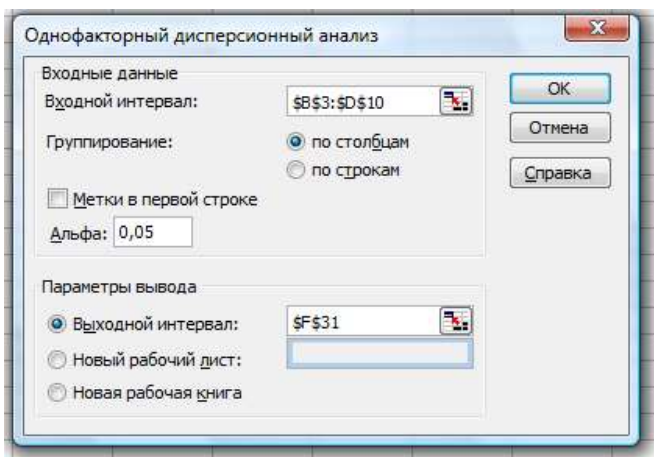 Однофакторный дисперсионный анализ
Входные данные
Входной интервал: $B$3:$D$10
Группирование: по столбцам
по строкам
Метки в первой строке
Альфа: 0,05
OK
Отмена
Справка
Параметры вывода
Выходной интервал: $F$31
Новый рабочий лист:
Новая рабочая книга